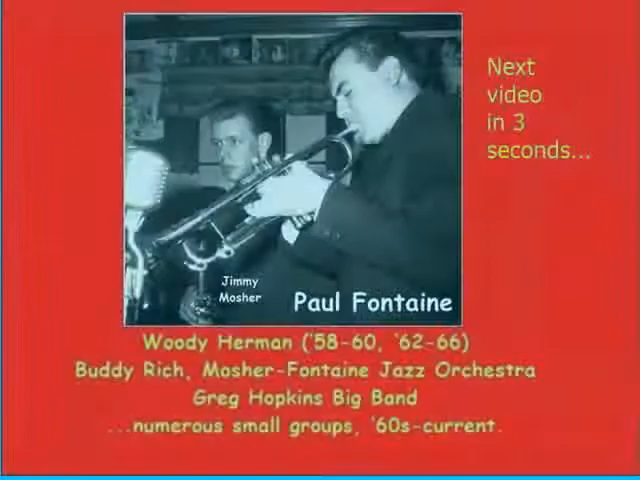 Next
video
in 3
seconds...
Jimmy
Mosher
Paul Fontaine
Woody Herman ('58-60, '62-66)
Buddy Rich, Mosher-Fontaine Jazz Orchestra
Greg Hopkins Big Band
...numerous small groups, '60s-current.